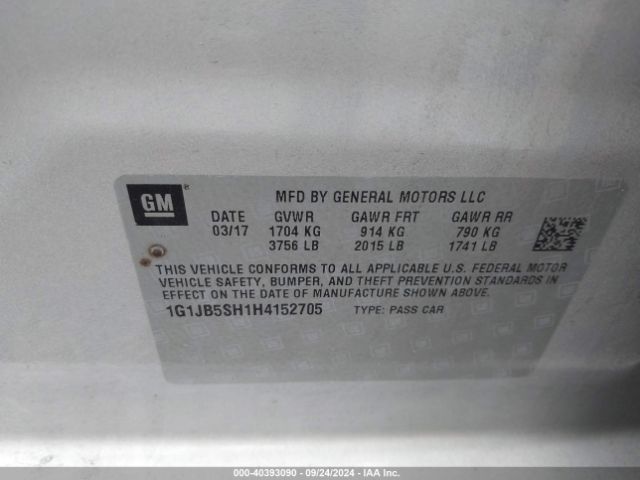 GM
MFD BY GENERAL MOTORS LLC
DATE GVWR GAWR FRT GAWR RR
03/17 1704 KG 914 KG 790 KG
3756 LB 2015 LB 1741 LB
THIS VEHICLE CONFORMS TO ALL APPLICABLE U.S. FEDERAL MOTOR
VEHICLE SAFETY, BUMPER, AND THEFT PREVENTION STANDARDS IN
EFFECT ON THE DATE OF MANUFACTURE SHOWN ABOVE.
1G1JB5SH1H4152705 TYPE: PASS CAR
000-40393090 - 09/24/2024 - IAA Inc.